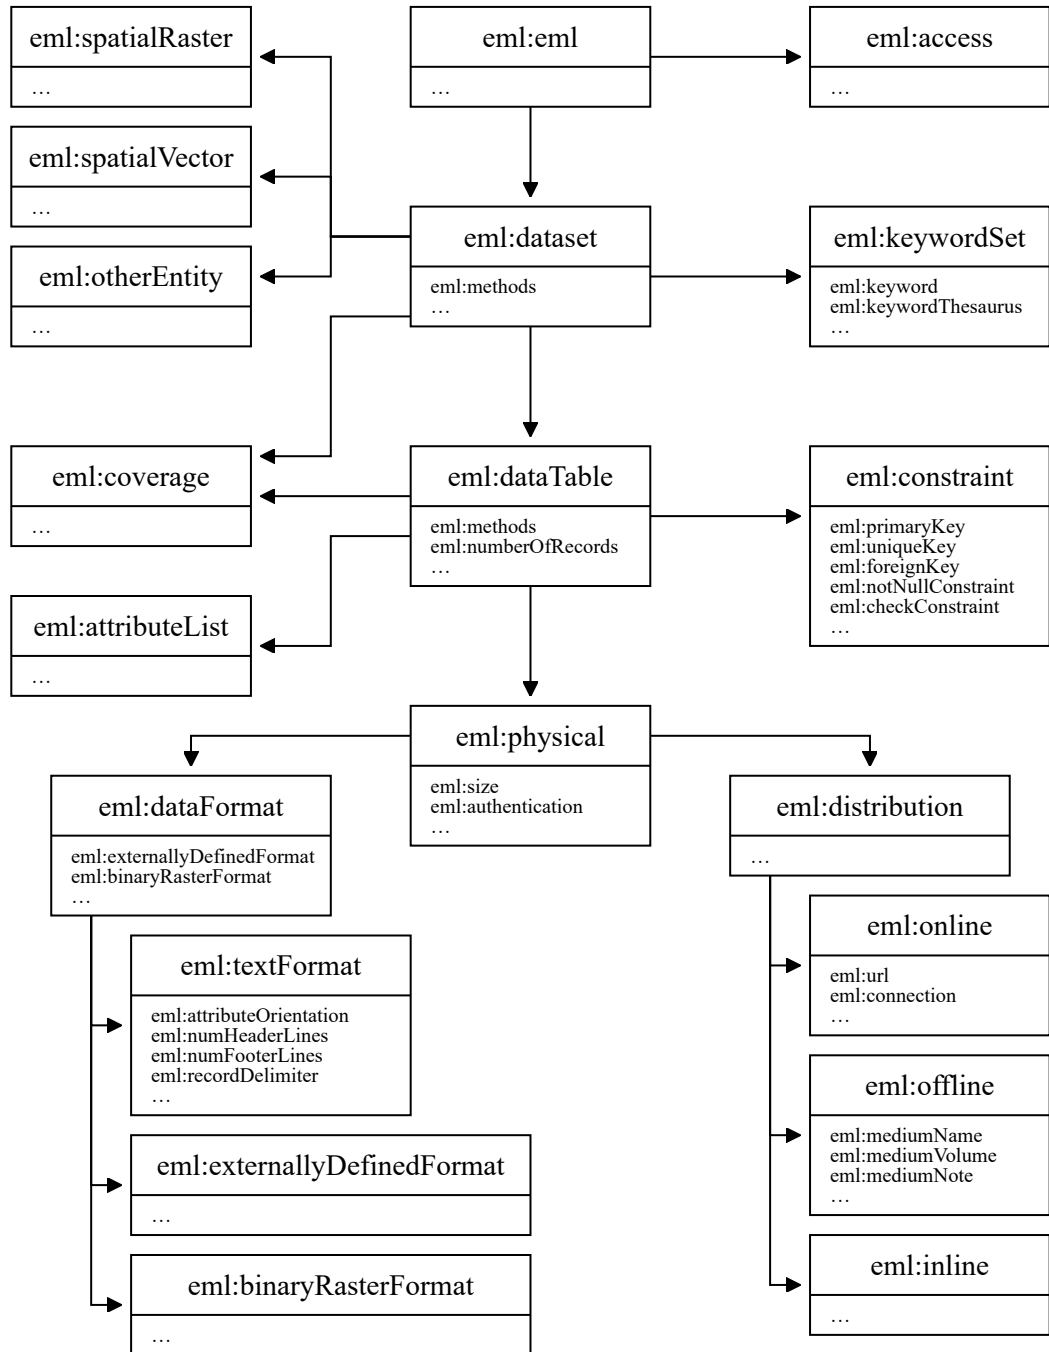 eml:spatialRaster
…
eml:eml
…
eml:access
…
eml:spatialVector
…
eml:otherEntity
…
eml:dataset
eml:methods
…
eml:keywordSet
eml:keyword
eml:keywordThesaurus
…
eml:coverage
…
eml:dataTable
eml:methods
eml:numberOfRecords
…
eml:constraint
eml:primaryKey
eml:uniqueKey
eml:foreignKey
eml:notNullConstraint
eml:checkConstraint
…
eml:attributeList
…
eml:physical
eml:size
eml:authentication
…
eml:dataFormat
eml:externallyDefinedFormat
eml:binaryRasterFormat
…
eml:distribution
…
eml:textFormat
eml:attributeOrientation
eml:numHeaderLines
eml:numFooterLines
eml:recordDelimiter
…
eml:online
eml:url
eml:connection
…
eml:offline
eml:mediumName
eml:mediumVolume
eml:mediumNote
…
eml:externallyDefinedFormat
…
eml:binaryRasterFormat
…
eml:inline
…